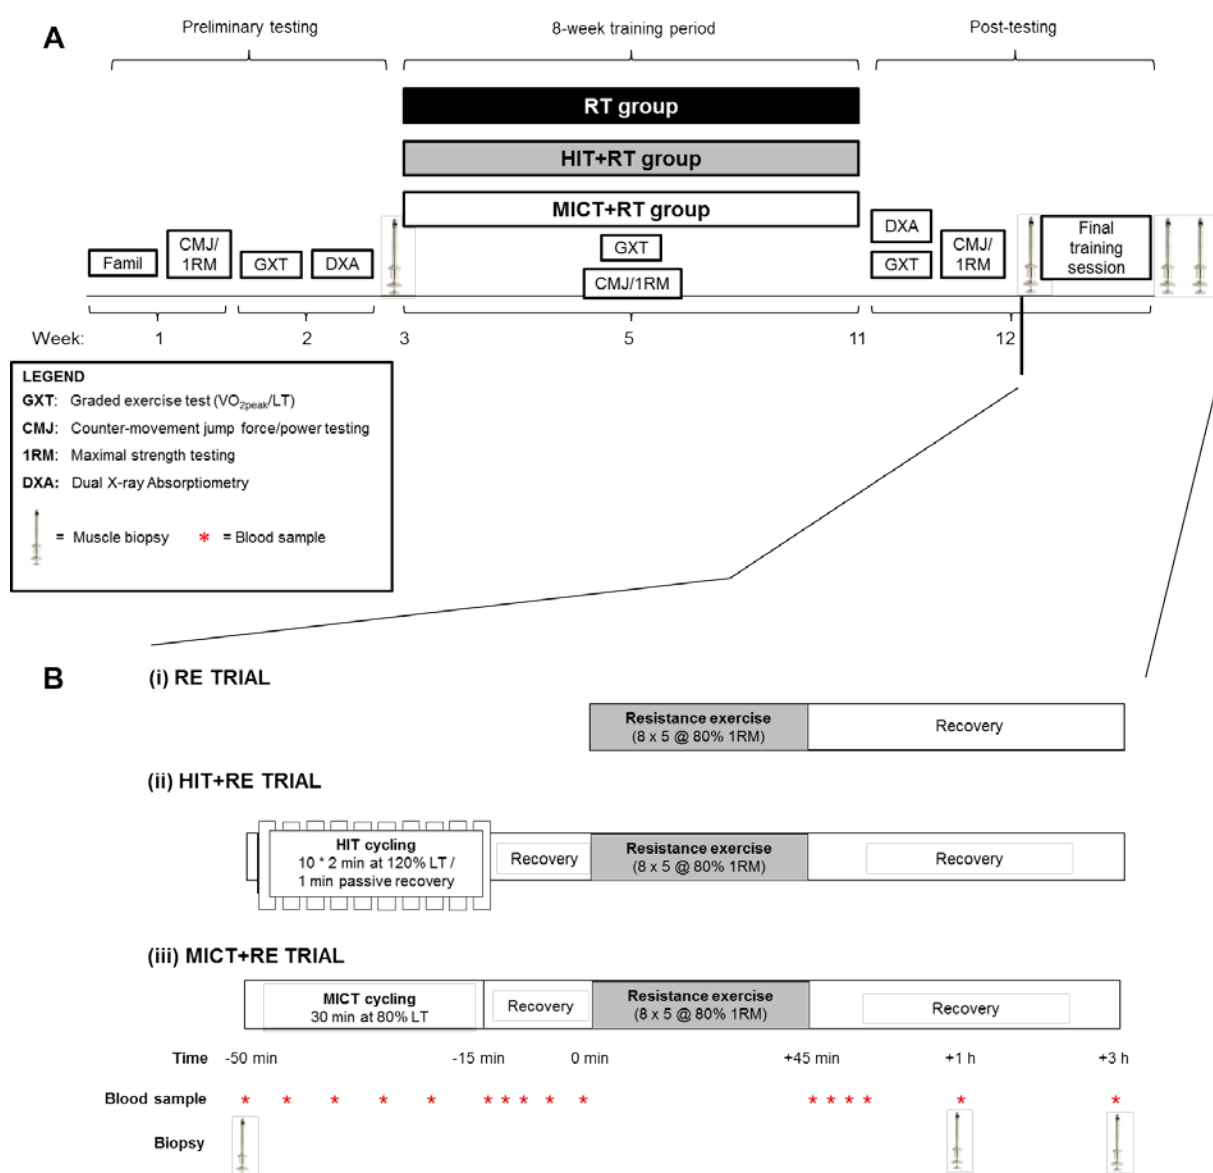 A
Preliminary testing
8-week training period
Post-testing
RT group
HIT+RT group
MICT+RT group
Famil
CMJ/
1RM
GXT
DXA
GXT
CMJ/1RM
DXA
GXT
CMJ/
1RM
Final
training
session
Week: 1 2 3 5 11 12
LEGEND
GXT: Graded exercise test (VO2peak/LT)
CMJ: Counter-movement jump force/power testing
1RM: Maximal strength testing
DXA: Dual X-ray Absorptiometry
= Muscle biopsy * = Blood sample
B
(i) RE TRIAL
Resistance exercise
(8 x 5 @ 80% 1RM)
Recovery
(ii) HIT+RE TRIAL
HIT cycling
10 * 2 min at 120% LT /
1 min passive recovery
Recovery
Resistance exercise
(8 x 5 @ 80% 1RM)
Recovery
(iii) MICT+RE TRIAL
MICT cycling
30 min at 80% LT
Recovery
Resistance exercise
(8 x 5 @ 80% 1RM)
Recovery
Time -50 min -15 min 0 min +45 min +1 h +3 h
Blood sample * * * * * * * * * * * * * * * *
Biopsy